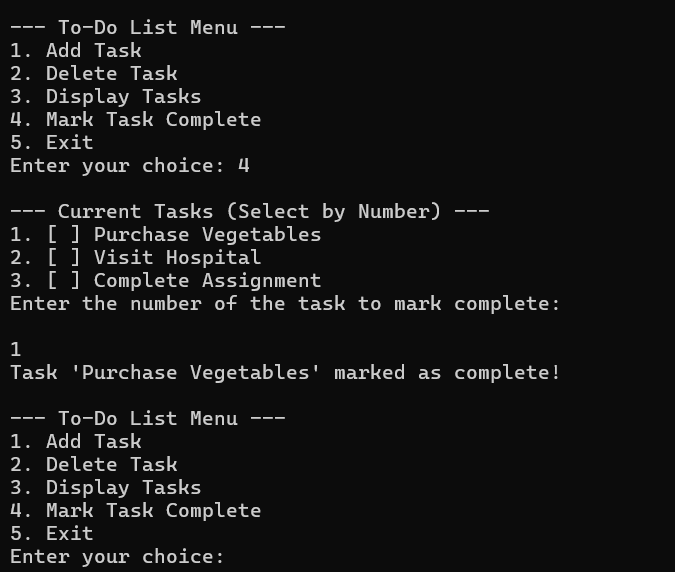 --- To-Do List Menu ---
1. Add Task
2. Delete Task
3. Display Tasks
4. Mark Task Complete
5. Exit
Enter your choice: 4

--- Current Tasks (Select by Number) ---
1. [ ] Purchase Vegetables
2. [ ] Visit Hospital
3. [ ] Complete Assignment
Enter the number of the task to mark complete:

1
Task 'Purchase Vegetables' marked as complete!

--- To-Do List Menu ---
1. Add Task
2. Delete Task
3. Display Tasks
4. Mark Task Complete
5. Exit
Enter your choice: